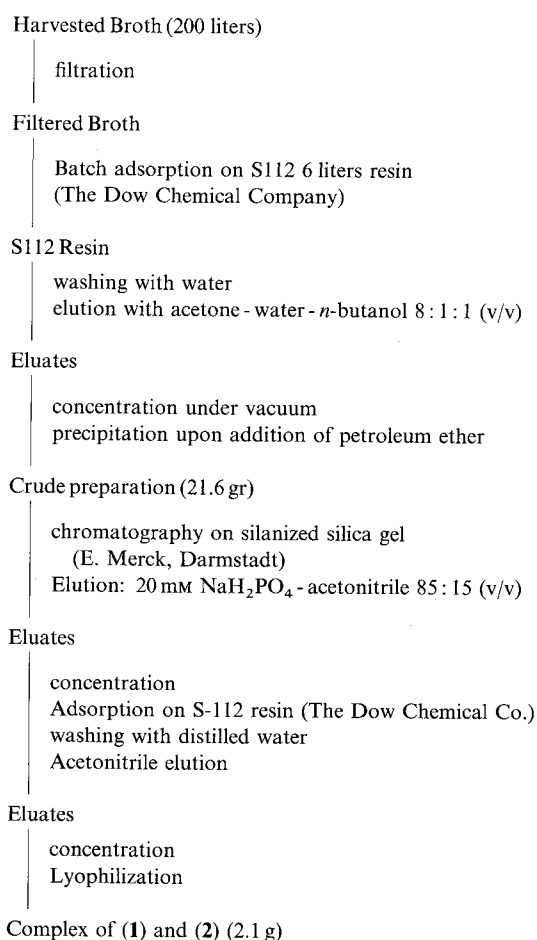 Harvested Broth (200 liters)
filtration
Filtered Broth
Batch adsorption on S112 6 liters resin
(The Dow Chemical Company)
S112 Resin
washing with water
elution with acetone - water - n-butanol 8 : 1 : 1 (v/v)
Eluates
concentration under vacuum
precipitation upon addition of petroleum ether
Crude preparation (21.6 gr)
chromatography on silanized silica gel
(E. Merck, Darmstadt)
Elution: 20 mM NaH₂PO₄ - acetonitrile 85 : 15 (v/v)
Eluates
concentration
Adsorption on S-112 resin (The Dow Chemical Co.)
washing with distilled water
Acetonitrile elution
Eluates
concentration
Lyophilization
Complex of (1) and (2) (2.1 g)